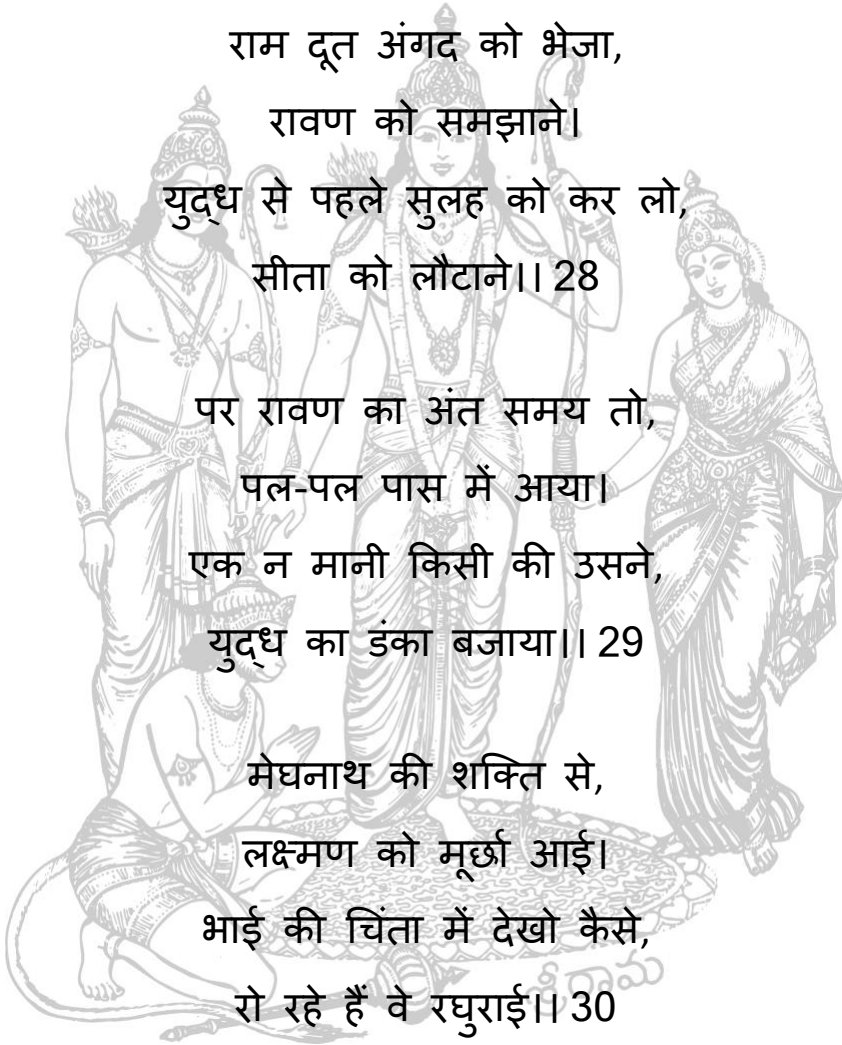 राम दूत अंगद को भेजा,
रावण को समझाने।
युद्ध से पहले सुलह को कर लो,
सीता को लौटाने।। 28
पर रावण का अंत समय तो,
पल-पल पास में आया।
एक न मानी किसी की उसने,
युद्ध का डंका बजाया।। 29
मेघनाथ की शक्ति से,
लक्ष्मण को मूर्छा आई।
भाई की चिंता में देखो कैसे,
रो रहे हैं वे रघुराई।। 30
శ్రీరామ